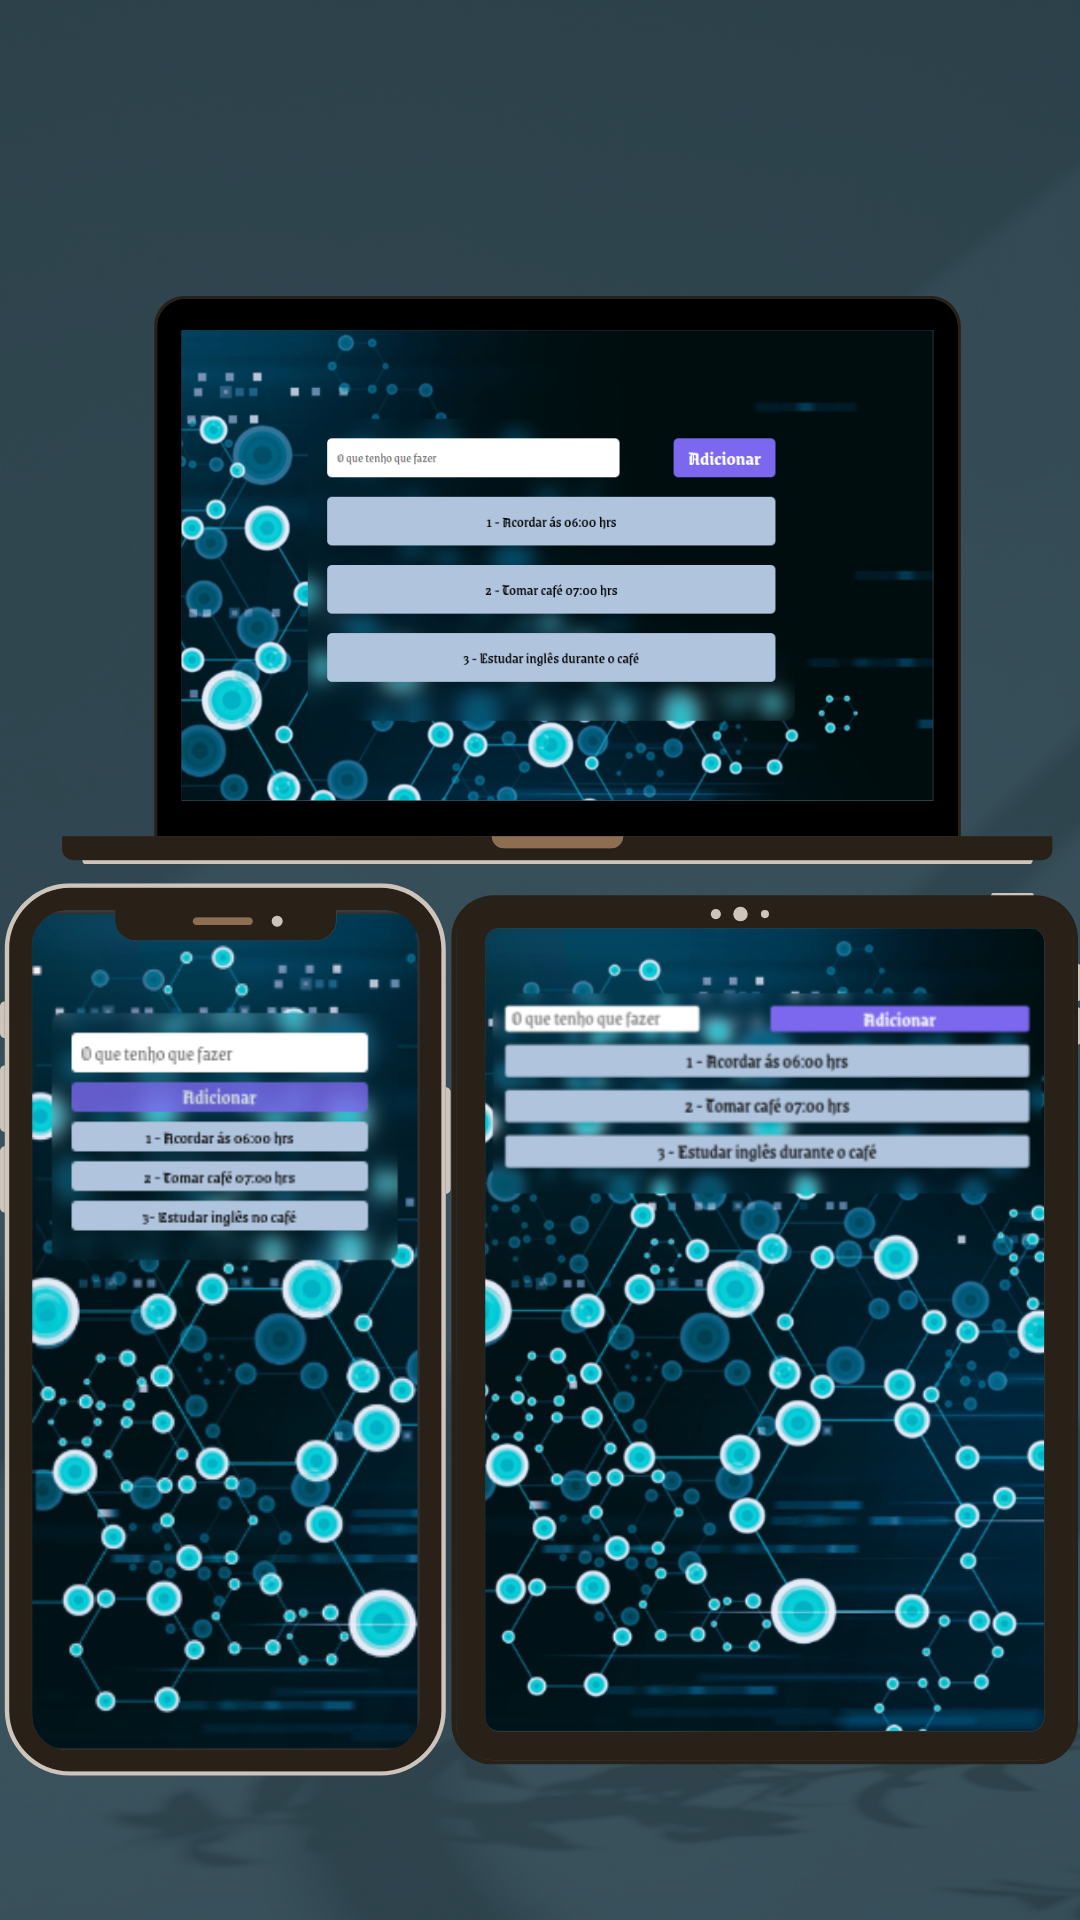 O que tenho que fazer
Adicionar
1 - Acordar ás 06:00 hrs
2 - Tomar café 07:00 hrs
3 - Estudar inglês durante o café
O que tenho que fazer
Adicionar
1 - Acordar ás 06:00 hrs
2 - Tomar café 07:00 hrs
3- Estudar inglês no café
O que tenho que fazer
Adicionar
1 - Acordar ás 06:00 hrs
2 - Tomar café 07:00 hrs
3 - Estudar inglês durante o café